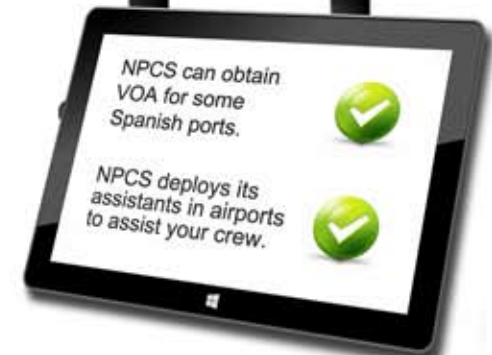 NPCS can obtain
VOA for some
Spanish ports.
NPCS deploys its
assistants in airports
to assist your crew.